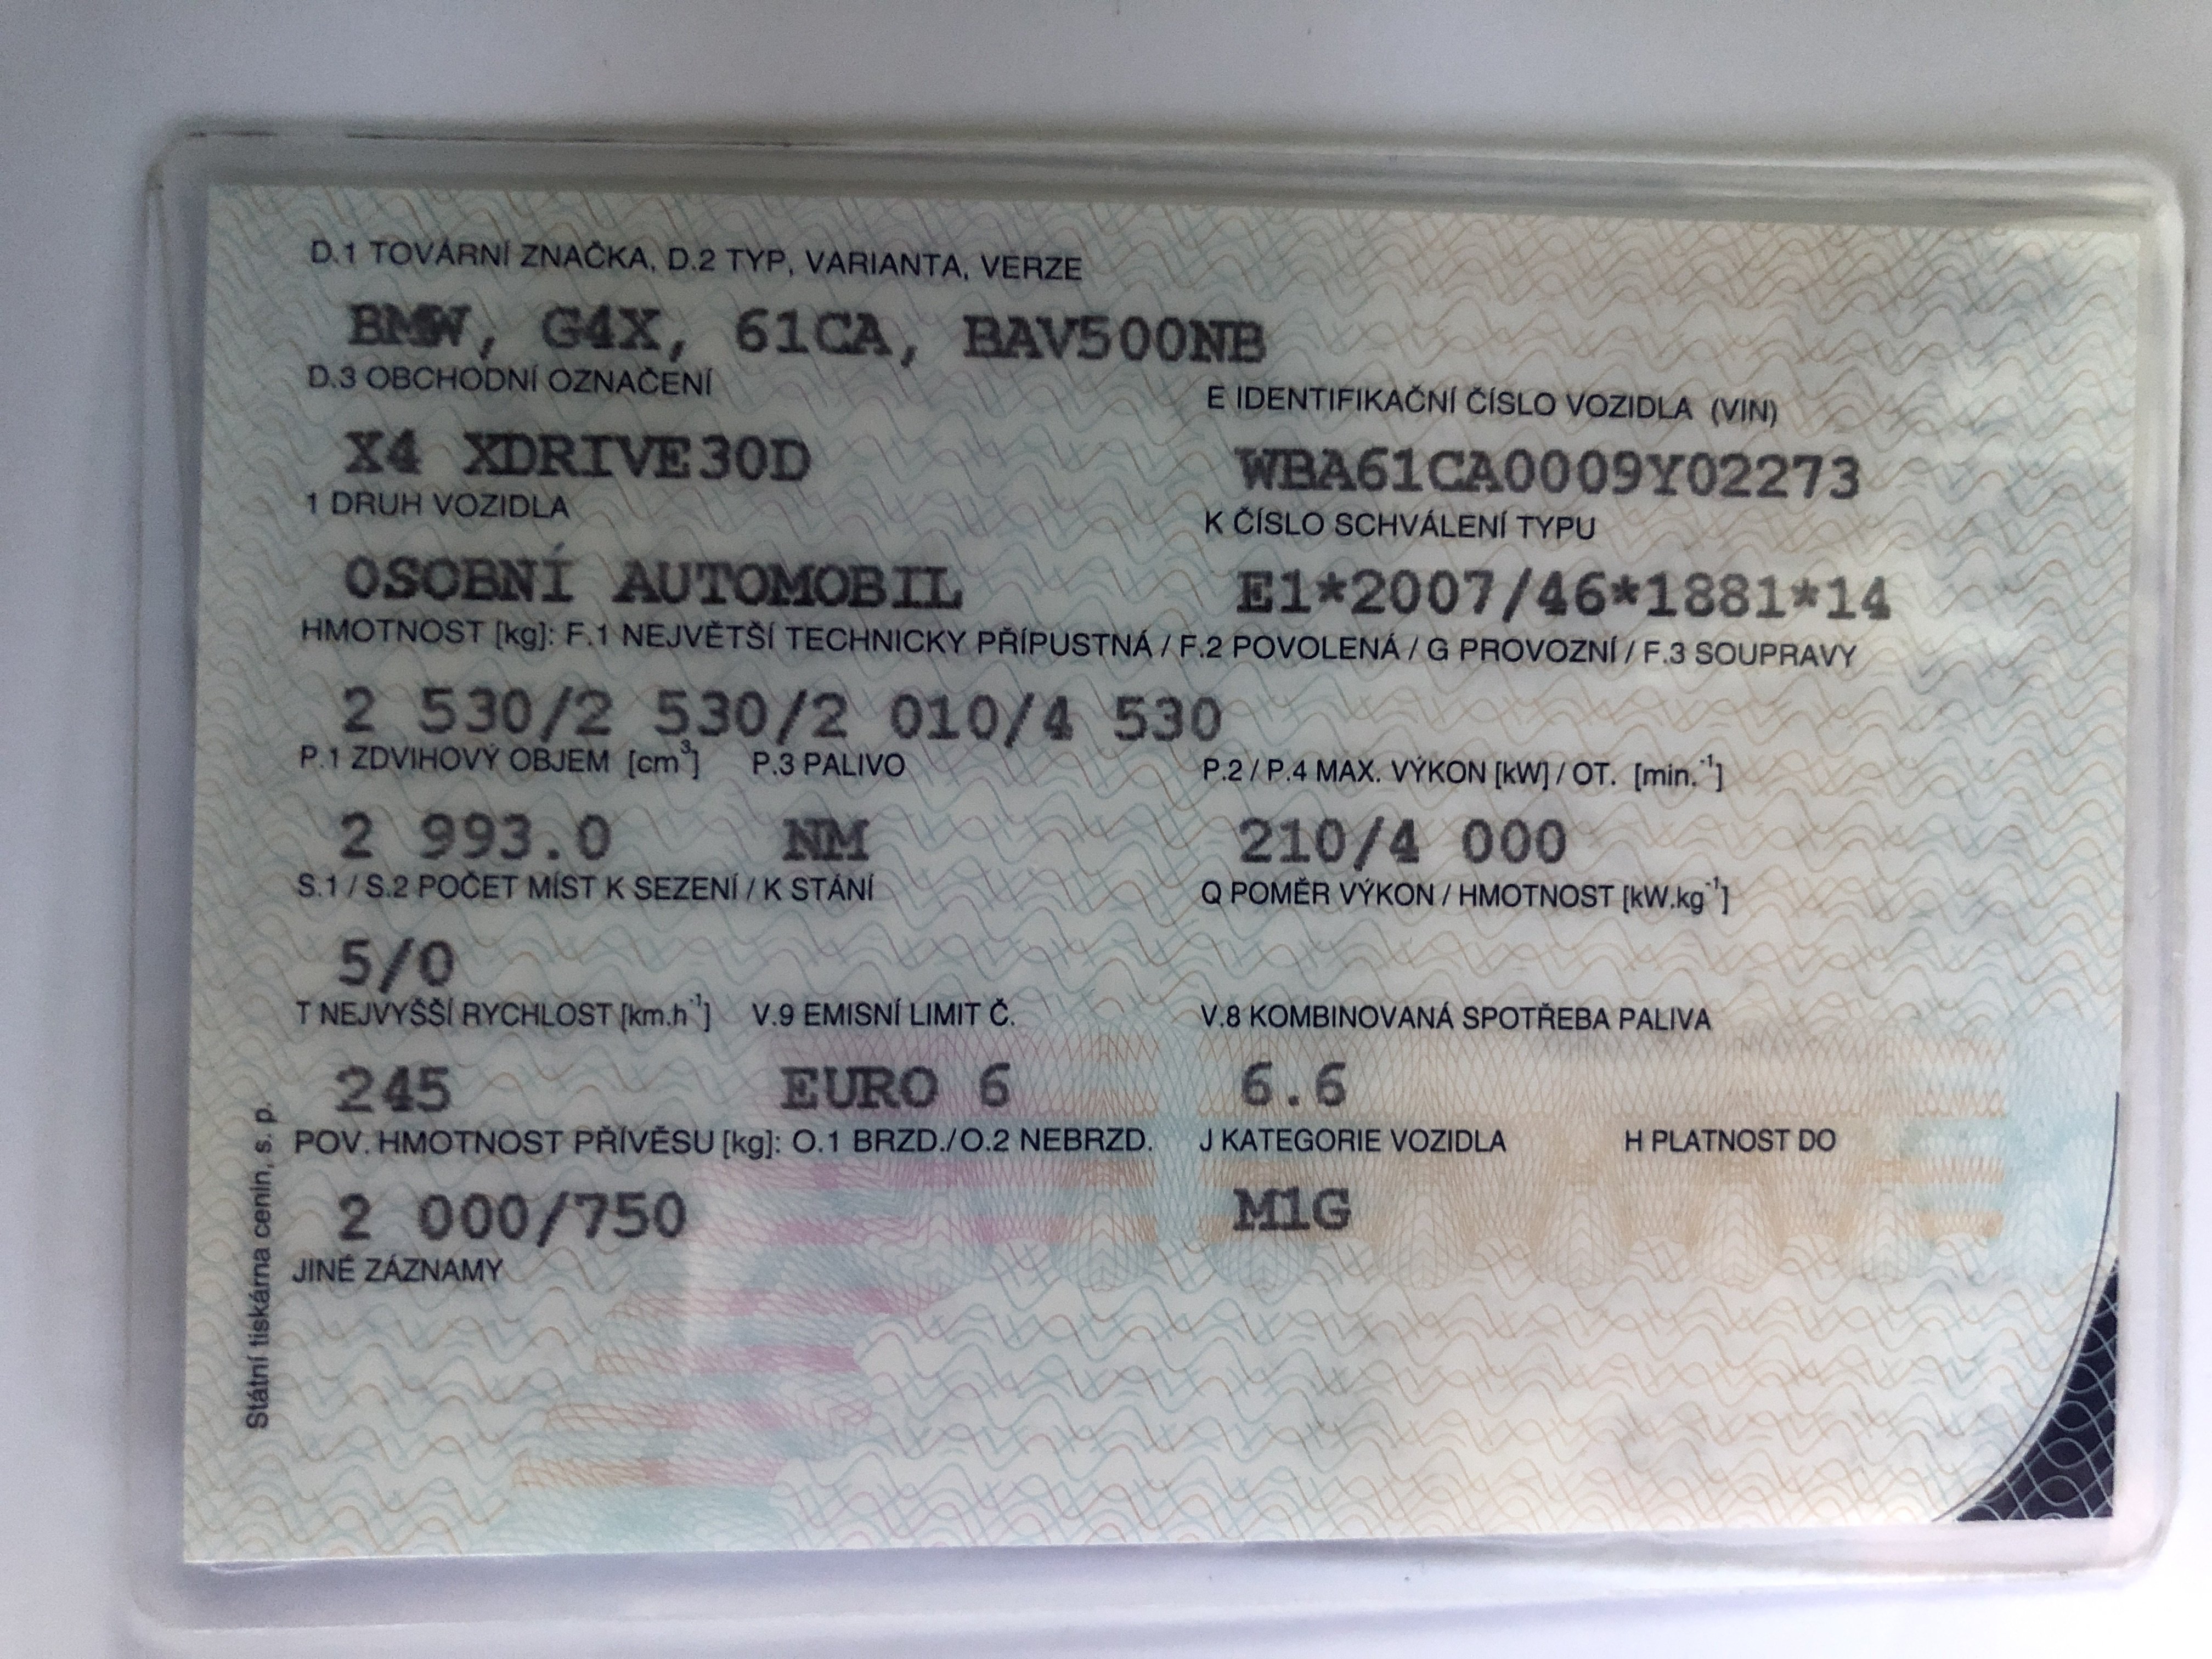 D.1 TOVÁRNÍ ZNAČKA, D.2 TYP, VARIANTA, VERZE
BMW, G4X, 61CA, BAV500NB
D.3 OBCHODNÍ OZNAČENÍ E IDENTIFIKAČNÍ ČÍSLO VOZIDLA (VIN)
X4 XDRIVE30D WBA61CA0009Y02273
1 DRUH VOZIDLA K ČÍSLO SCHVÁLENÍ TYPU
OSOBNÍ AUTOMOBIL E1*2007/46*1881*14
HMOTNOST [kg]: F.1 NEJVĚTŠÍ TECHNICKY PŘÍPUSTNÁ / F.2 POVOLENÁ / G PROVOZNÍ / F.3 SOUPRAVY
2 530/2 530/2 010/4 530
P.1 ZDVIHOVÝ OBJEM [cm³] P.3 PALIVO P.2 / P.4 MAX. VÝKON [kW] / OT. [min.⁻¹]
2 993.0 NM 210/4 000
S.1 / S.2 POČET MÍST K SEZENÍ / K STÁNÍ Q POMĚR VÝKON / HMOTNOST [kW.kg⁻¹]
5/0
T NEJVYŠŠÍ RYCHLOST [km.h⁻¹] V.9 EMISNÍ LIMIT Č. V.8 KOMBINOVANÁ SPOTŘEBA PALIVA
245 EURO 6 6.6
POV. HMOTNOST PŘÍVĚSU [kg]: O.1 BRZD./O.2 NEBRZD. J KATEGORIE VOZIDLA H PLATNOST DO
2 000/750 M1G
JINÉ ZÁZNAMY
Státní tiskárna cenin, s. p.